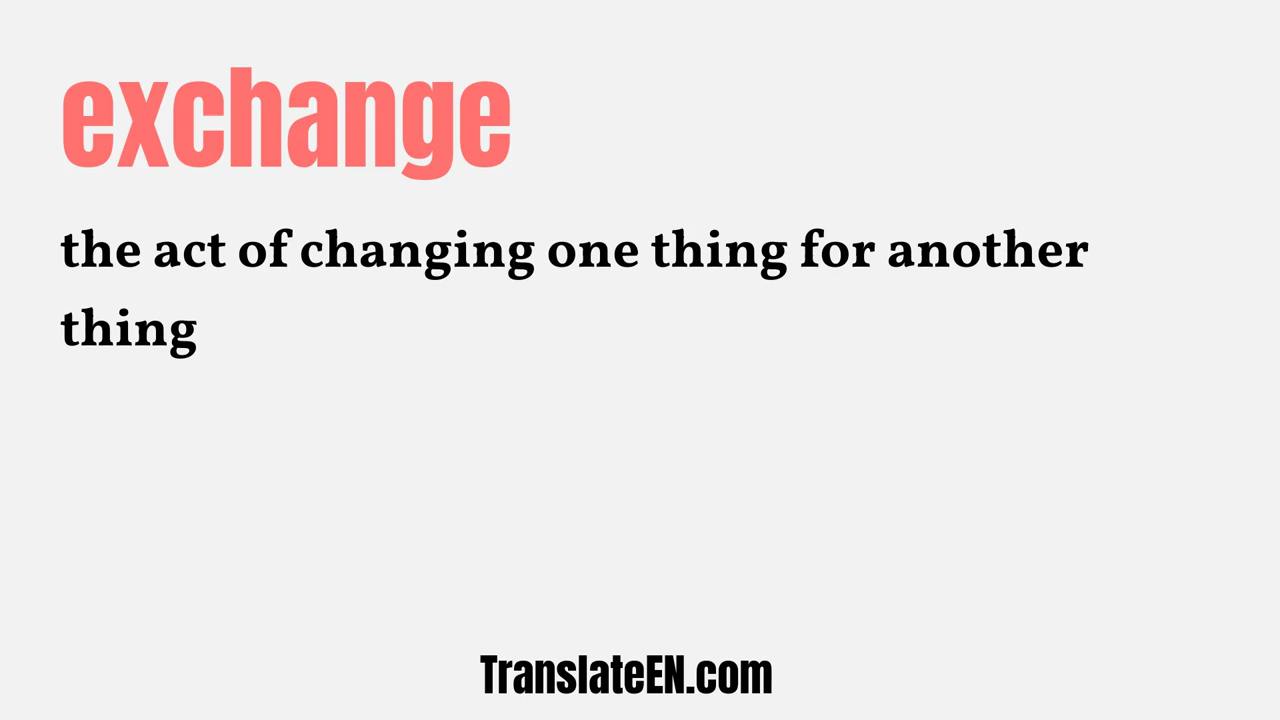 exchange
the act of changing one thing for another
thing
TranslateEN.com